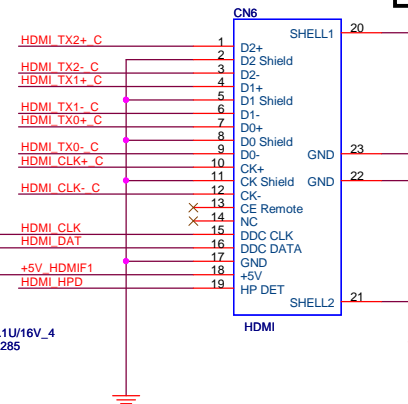 CN6
HDMI_TX2+_C 1 D2+ SHELL1 20
2 D2 Shield
HDMI_TX2-_C 3 D2-
HDMI_TX1+_C 4 D1+
5 D1 Shield
HDMI_TX1-_C 6 D1-
HDMI_TX0+_C 7 D0+
8 D0 Shield
HDMI_TX0-_C 9 D0- GND 23
HDMI_CLK+_C 10 CK+
11 CK Shield GND 22
HDMI_CLK-_C 12 CK-
13 CE Remote
14 NC
HDMI_CLK 15 DDC CLK
HDMI_DAT 16 DDC DATA
17 GND
+5V_HDMIF1 18 +5V
HDMI_HPD 19 HP DET
SHELL2 21
HDMI
1U/16V_4
285